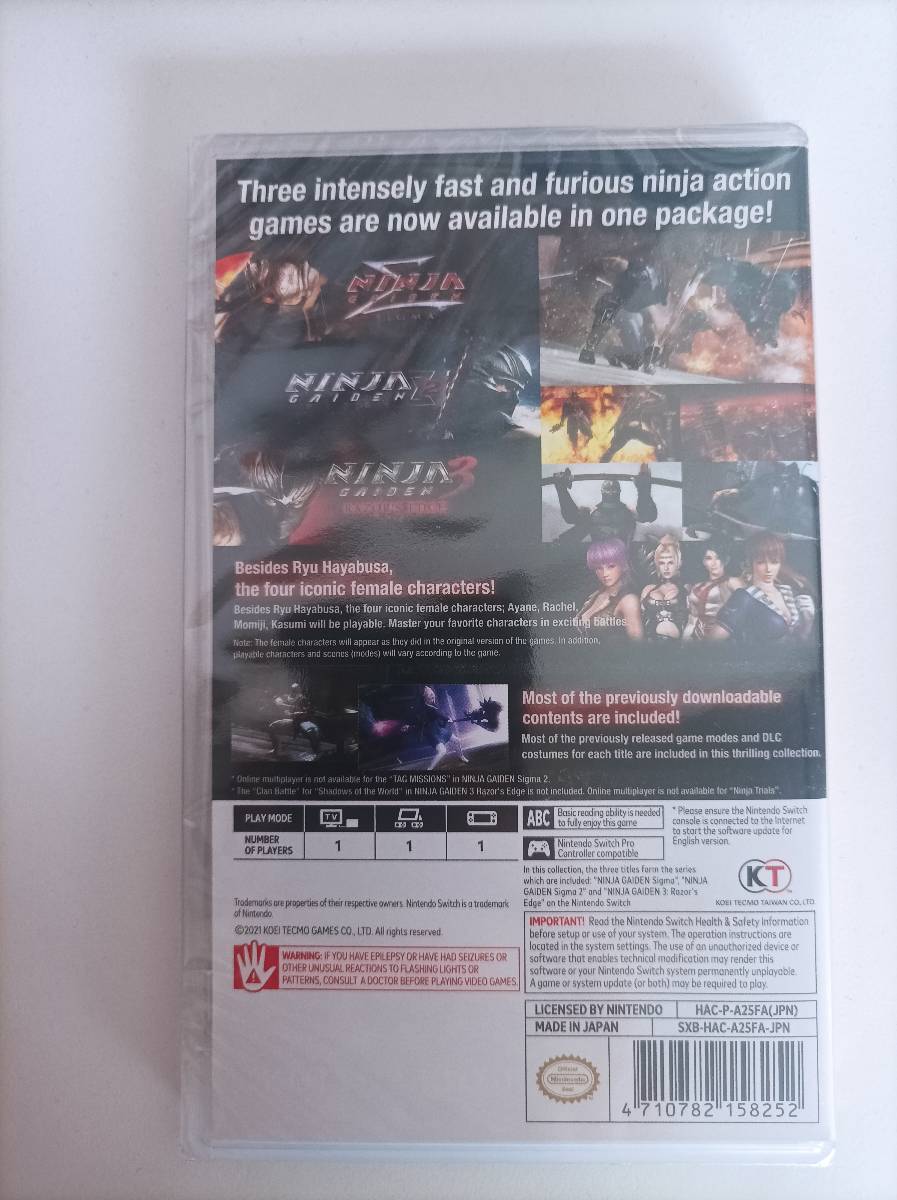 Three intensely fast and furious ninja action
games are now available in one package!
NINJA
GAIDEN
SIGMA
NINJA
GAIDEN 2
NINJA
GAIDEN 3
RAZOR'S EDGE
Besides Ryu Hayabusa,
the four iconic female characters!
Besides Ryu Hayabusa, the four iconic female characters; Ayane, Rachel,
Momiji, Kasumi will be playable. Master your favorite characters in exciting battles.
Note: The female characters will appear as they did in the original version of the games. In addition,
playable characters and scenes (modes) will vary according to the game.
Most of the previously downloadable
contents are included!
Most of the previously released game modes and DLC
costumes for each title are included in this thrilling collection.
* Online multiplayer is not available for the "TAG MISSIONS" in NINJA GAIDEN Sigma 2.
* The "Clan Battle" for "Shadows of the World" in NINJA GAIDEN 3 Razor's Edge is not included. Online multiplayer is not available for "Ninja Trials".
PLAY MODE
TV
NUMBER
OF PLAYERS
1
1
1
ABC
Basic reading ability is needed
to fully enjoy this game
Nintendo Switch Pro
Controller compatible
* Please ensure the Nintendo Switch
console is connected to the Internet
to start the software update for
English version.
In this collection, the three titles form the series
which are included: "NINJA GAIDEN Sigma", "NINJA
GAIDEN Sigma 2" and "NINJA GAIDEN 3: Razor's
Edge" on the Nintendo Switch
KT
KOEI TECMO TAIWAN CO., LTD.
Trademarks are properties of their respective owners. Nintendo Switch is a trademark
of Nintendo.
©2021 KOEI TECMO GAMES CO., LTD. All rights reserved.
WARNING: IF YOU HAVE EPILEPSY OR HAVE HAD SEIZURES OR
OTHER UNUSUAL REACTIONS TO FLASHING LIGHTS OR
PATTERNS, CONSULT A DOCTOR BEFORE PLAYING VIDEO GAMES.
IMPORTANT! Read the Nintendo Switch Health & Safety Information
before setup or use of your system. The operation instructions are
located in the system settings. The use of an unauthorized device or
software that enables technical modification may render this
software or your Nintendo Switch system permanently unplayable.
A game or system update (or both) may be required to play.
LICENSED BY NINTENDO
HAC-P-A25FA(JPN)
MADE IN JAPAN
SXB-HAC-A25FA-JPN
Official
Nintendo
Seal
4 710782 158252